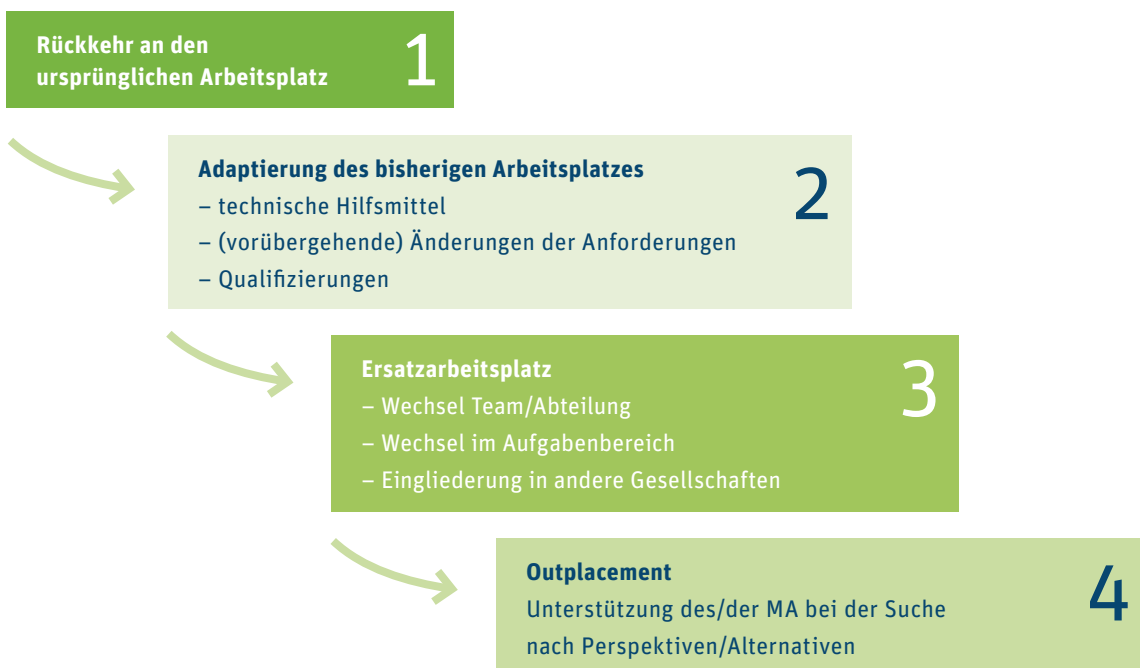 Rückkehr an den
ursprünglichen Arbeitsplatz
1
Adaptierung des bisherigen Arbeitsplatzes
– technische Hilfsmittel
– (vorübergehende) Änderungen der Anforderungen
– Qualifizierungen
2
Ersatzarbeitsplatz
– Wechsel Team/Abteilung
– Wechsel im Aufgabenbereich
– Eingliederung in andere Gesellschaften
3
Outplacement
Unterstützung des/der MA bei der Suche
nach Perspektiven/Alternativen
4